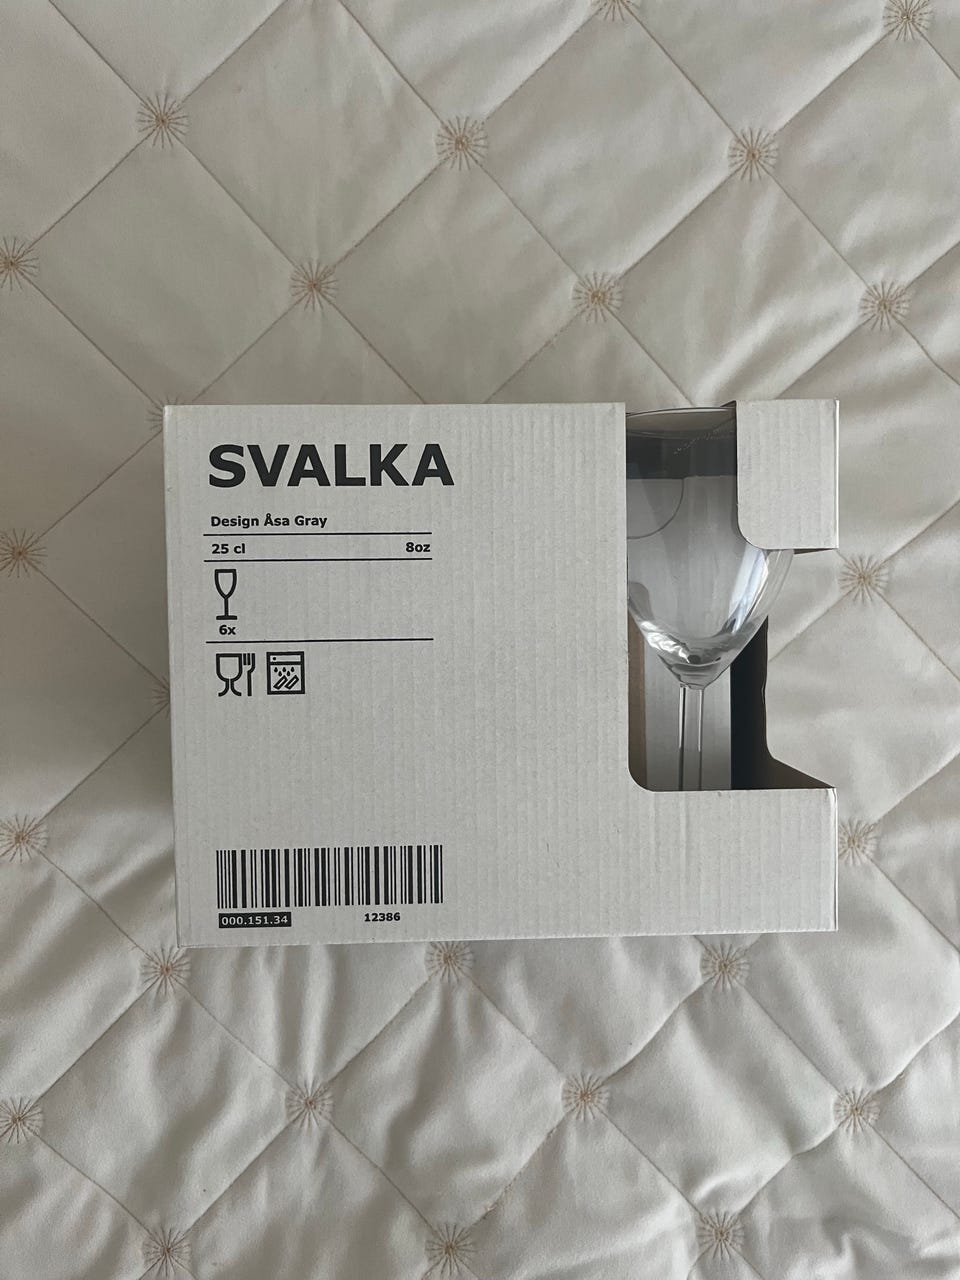 SVALKA
Design Åsa Gray
25 cl 8oz
6x
000.151.34 12386